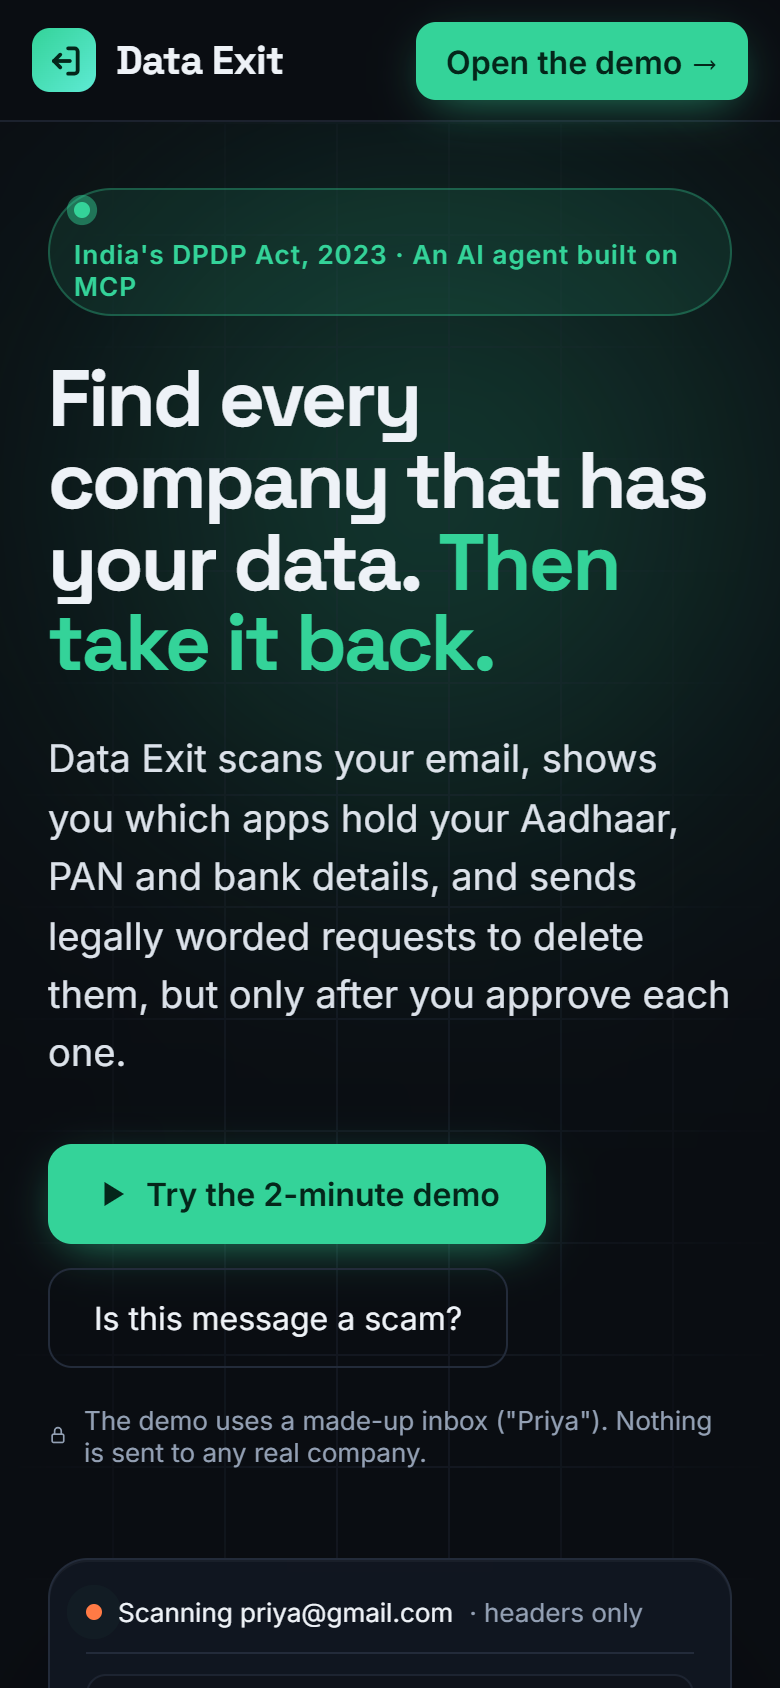 Data Exit
Open the demo →
India's DPDP Act, 2023 · An AI agent built on
MCP
Find every
company that has
your data. Then
take it back.
Data Exit scans your email, shows
you which apps hold your Aadhaar,
PAN and bank details, and sends
legally worded requests to delete
them, but only after you approve each
one.
▶ Try the 2-minute demo
Is this message a scam?
The demo uses a made-up inbox ("Priya"). Nothing
is sent to any real company.
Scanning priya@gmail.com · headers only